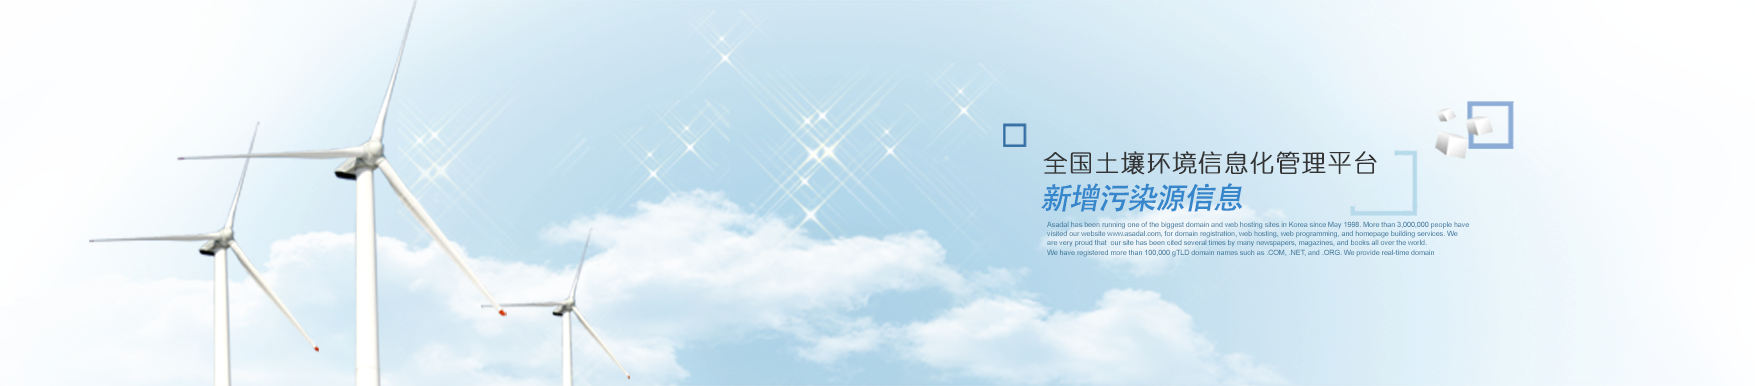 全国土壤环境信息化管理平台
新增污染源信息
Asadal has been running one of the biggest domain and web hosting sites in Korea since May 1998. More than 3,000,000 people have
visited our website www.asadal.com, for domain registration, web hosting, web programming, and homepage building services. We
are very proud that our site has been cited several times by many newspapers, magazines, and books all over the world.
We have registered more than 100,000 gTLD domain names such as .COM, .NET, and .ORG. We provide real-time domain